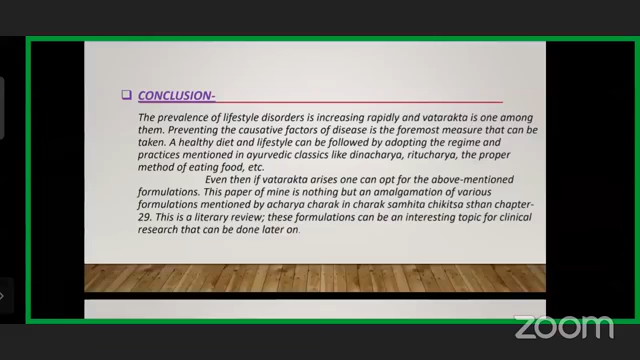 ❑ CONCLUSION-
The prevalence of lifestyle disorders is increasing rapidly and vatarakta is one among
them. Preventing the causative factors of disease is the foremost measure that can be
taken. A healthy diet and lifestyle can be followed by adopting the regime and
practices mentioned in ayurvedic classics like dinacharya, ritucharya, the proper
method of eating food, etc.
Even then if vatarakta arises one can opt for the above-mentioned
formulations. This paper of mine is nothing but an amalgamation of various
formulations mentioned by acharya charak in charak samhita chikitsa sthan chapter-
29. This is a literary review; these formulations can be an interesting topic for clinical
research that can be done later on.
zoom